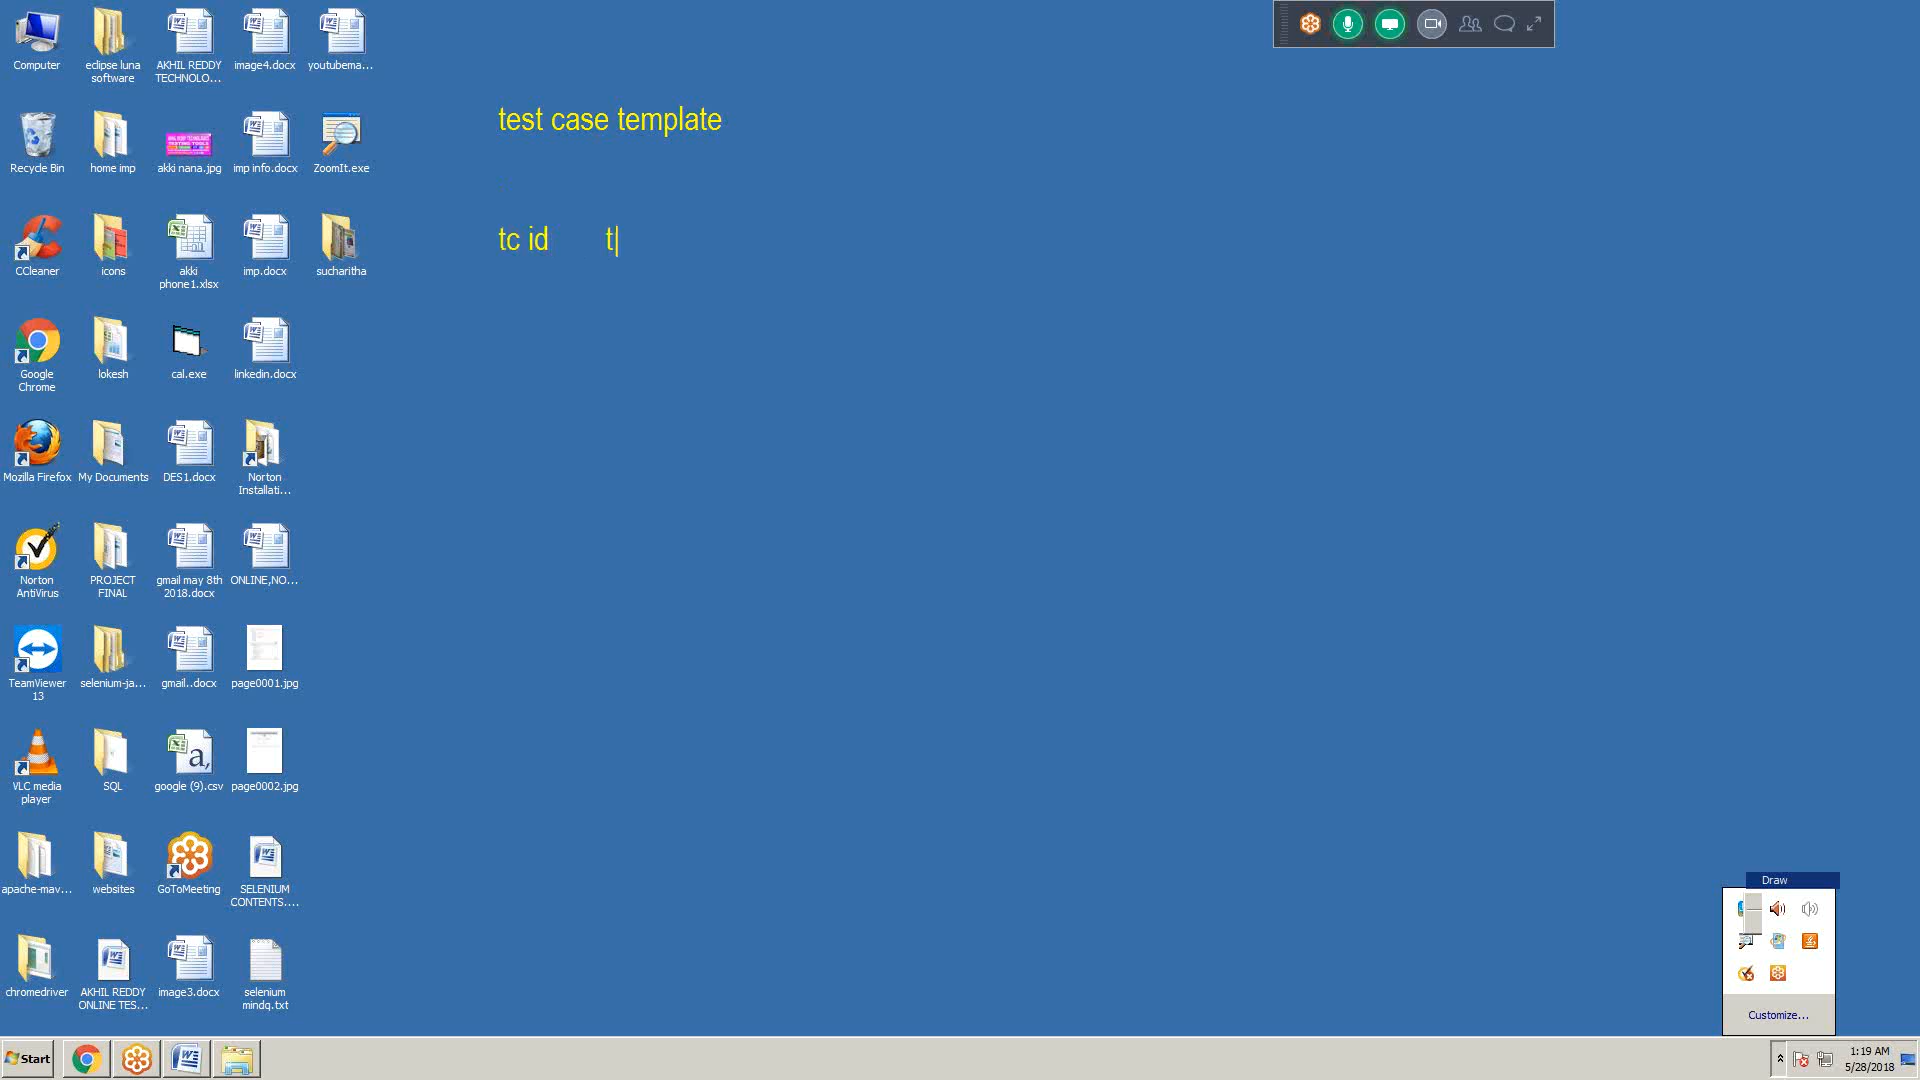 Computer
eclipse luna
software
AKHIL REDDY
TECHNOLO...
image4.docx
youtubema...
test case template
Recycle Bin
home imp
akki nana.jpg
imp info.docx
ZoomIt.exe
tc id t|
CCleaner
icons
akki
phone1.xlsx
imp.docx
sucharitha
Google
Chrome
lokesh
cal.exe
linkedin.docx
Mozilla Firefox
My Documents
DES1.docx
Norton
Installati...
Norton
AntiVirus
PROJECT
FINAL
gmail may 8th
2018.docx
ONLINE,NO...
TeamViewer
13
selenium-ja...
gmail..docx
page0001.jpg
VLC media
player
SQL
google (9).csv
page0002.jpg
apache-mav...
websites
GoToMeeting
SELENIUM
CONTENTS....
Draw
chromedriver
AKHIL REDDY
ONLINE TES...
image3.docx
selenium
mindq.txt
Customize...
Start
1:19 AM
5/28/2018